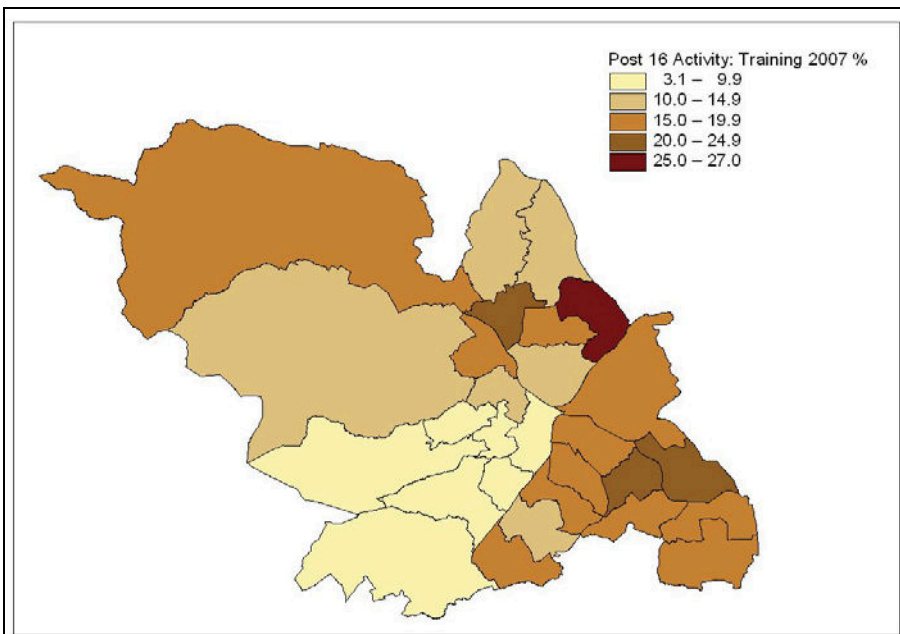 Post 16 Activity: Training 2007 %
3.1 – 9.9
10.0 – 14.9
15.0 – 19.9
20.0 – 24.9
25.0 – 27.0